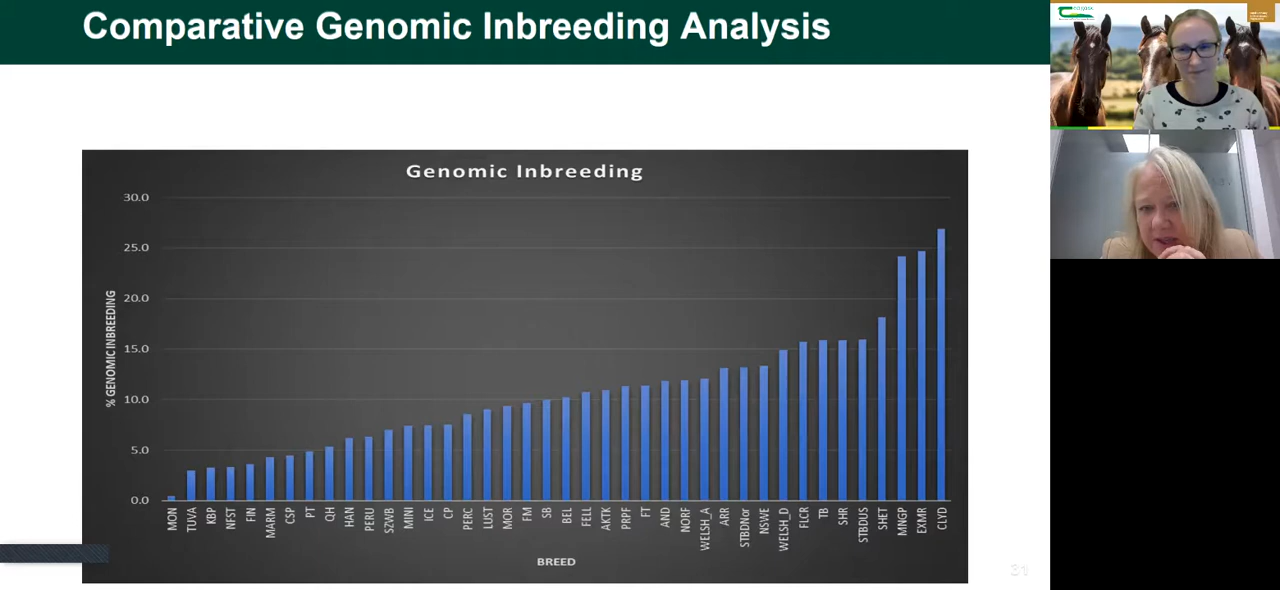 Comparative Genomic Inbreeding Analysis
Genomic Inbreeding
30.0
25.0
20.0
15.0
10.0
5.0
0.0
% GENOMIC INBREEDING
MON
TUVA
KBP
NFST
FIN
MARM
CSP
PT
QH
HAN
PERU
SZWB
MINI
ICE
CP
PERC
LUST
MOR
FM
SB
BEL
FELL
AKTK
PRPF
FT
AND
NORF
WELSH_A
ARR
STBDNor
NSWE
WELSH_D
FLCR
TB
SHR
STBDUS
SHET
MNGP
EXMR
CLYD
BREED
31